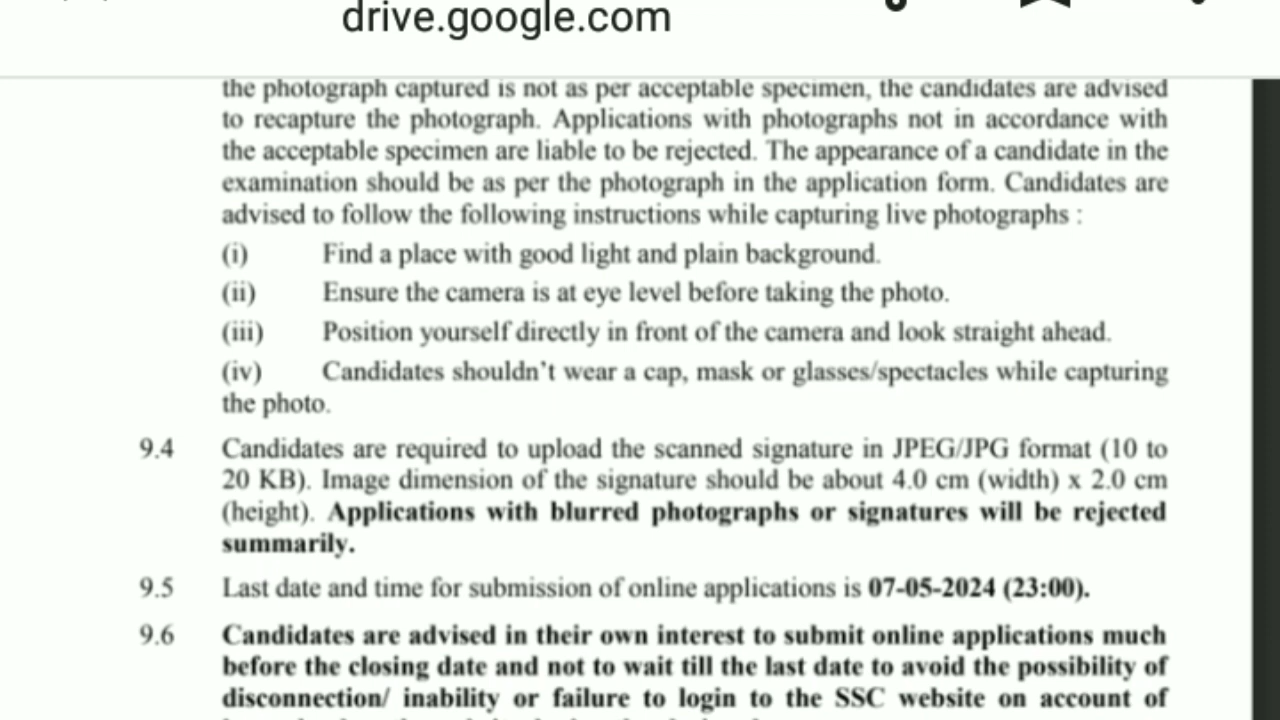 drive.google.com
the photograph captured is not as per acceptable specimen, the candidates are advised
to recapture the photograph. Applications with photographs not in accordance with
the acceptable specimen are liable to be rejected. The appearance of a candidate in the
examination should be as per the photograph in the application form. Candidates are
advised to follow the following instructions while capturing live photographs :
(i) Find a place with good light and plain background.
(ii) Ensure the camera is at eye level before taking the photo.
(iii) Position yourself directly in front of the camera and look straight ahead.
(iv) Candidates shouldn't wear a cap, mask or glasses/spectacles while capturing
the photo.
9.4 Candidates are required to upload the scanned signature in JPEG/JPG format (10 to
20 KB). Image dimension of the signature should be about 4.0 cm (width) x 2.0 cm
(height). Applications with blurred photographs or signatures will be rejected
summarily.
9.5 Last date and time for submission of online applications is 07-05-2024 (23:00).
9.6 Candidates are advised in their own interest to submit online applications much
before the closing date and not to wait till the last date to avoid the possibility of
disconnection/ inability or failure to login to the SSC website on account of